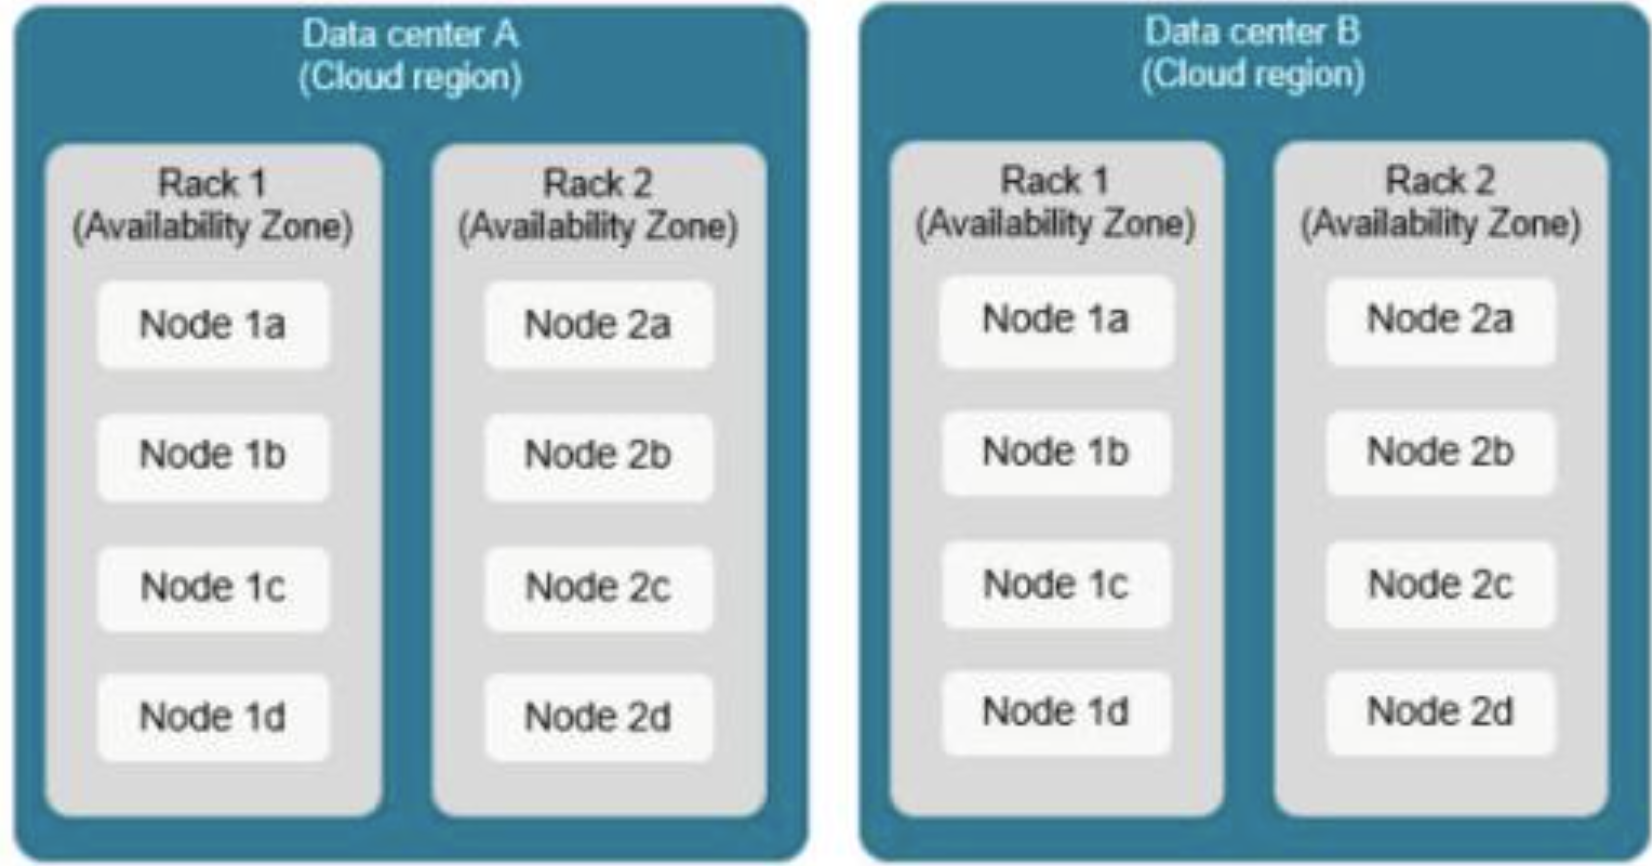 Data center A
(Cloud region)
Rack 1
(Availability Zone)
Node 1a
Node 1b
Node 1c
Node 1d
Rack 2
(Availability Zone)
Node 2a
Node 2b
Node 2c
Node 2d
Data center B
(Cloud region)
Rack 1
(Availability Zone)
Node 1a
Node 1b
Node 1c
Node 1d
Rack 2
(Availability Zone)
Node 2a
Node 2b
Node 2c
Node 2d